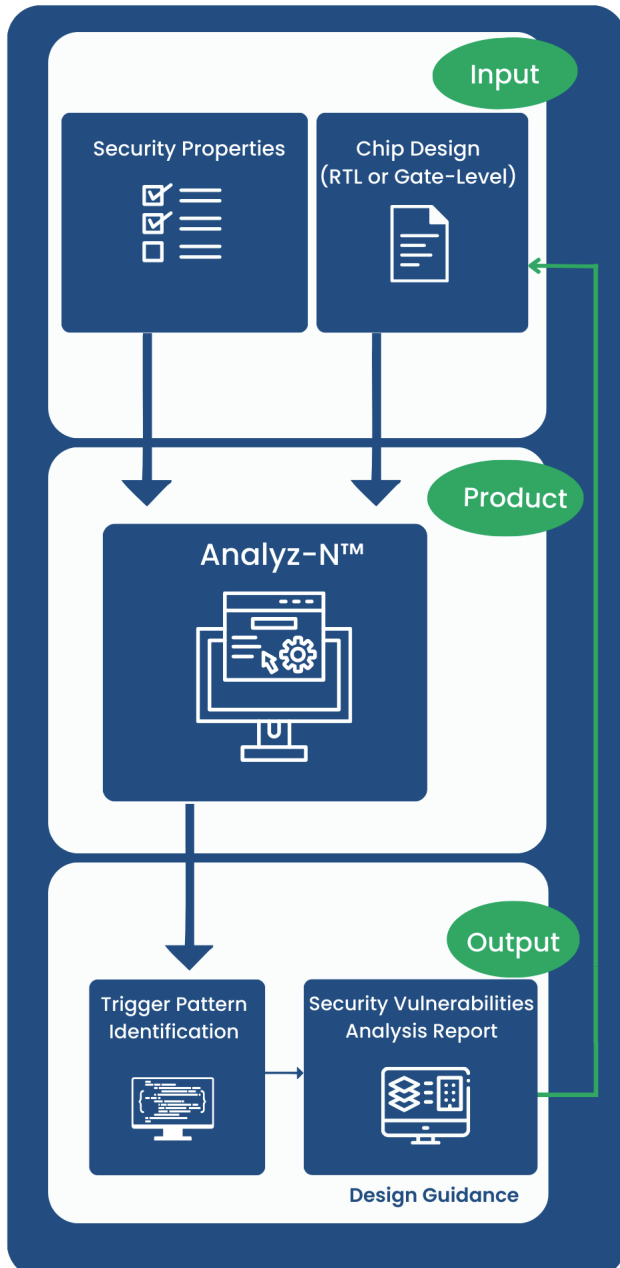 Input
Security Properties
Chip Design
(RTL or Gate-Level)
Product
Analyz-N™
Output
Trigger Pattern
Identification
Security Vulnerabilities
Analysis Report
Design Guidance